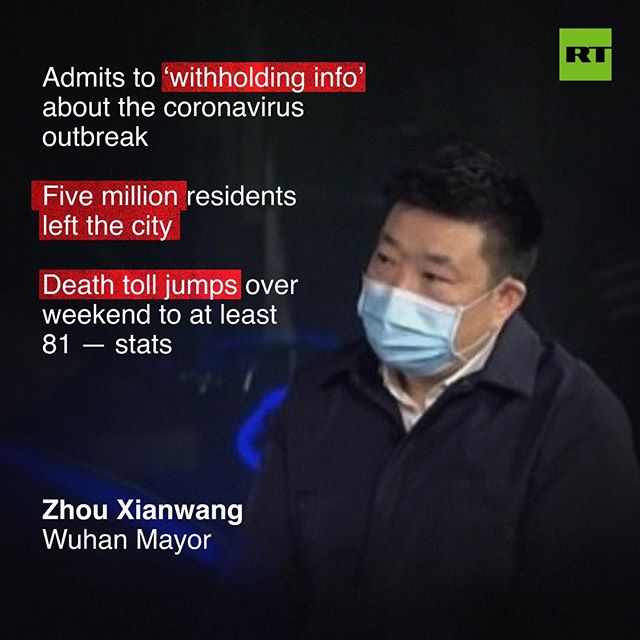 RT
Admits to ‘withholding info’
about the coronavirus
outbreak
Five million residents
left the city
Death toll jumps over
weekend to at least
81 — stats
Zhou Xianwang
Wuhan Mayor